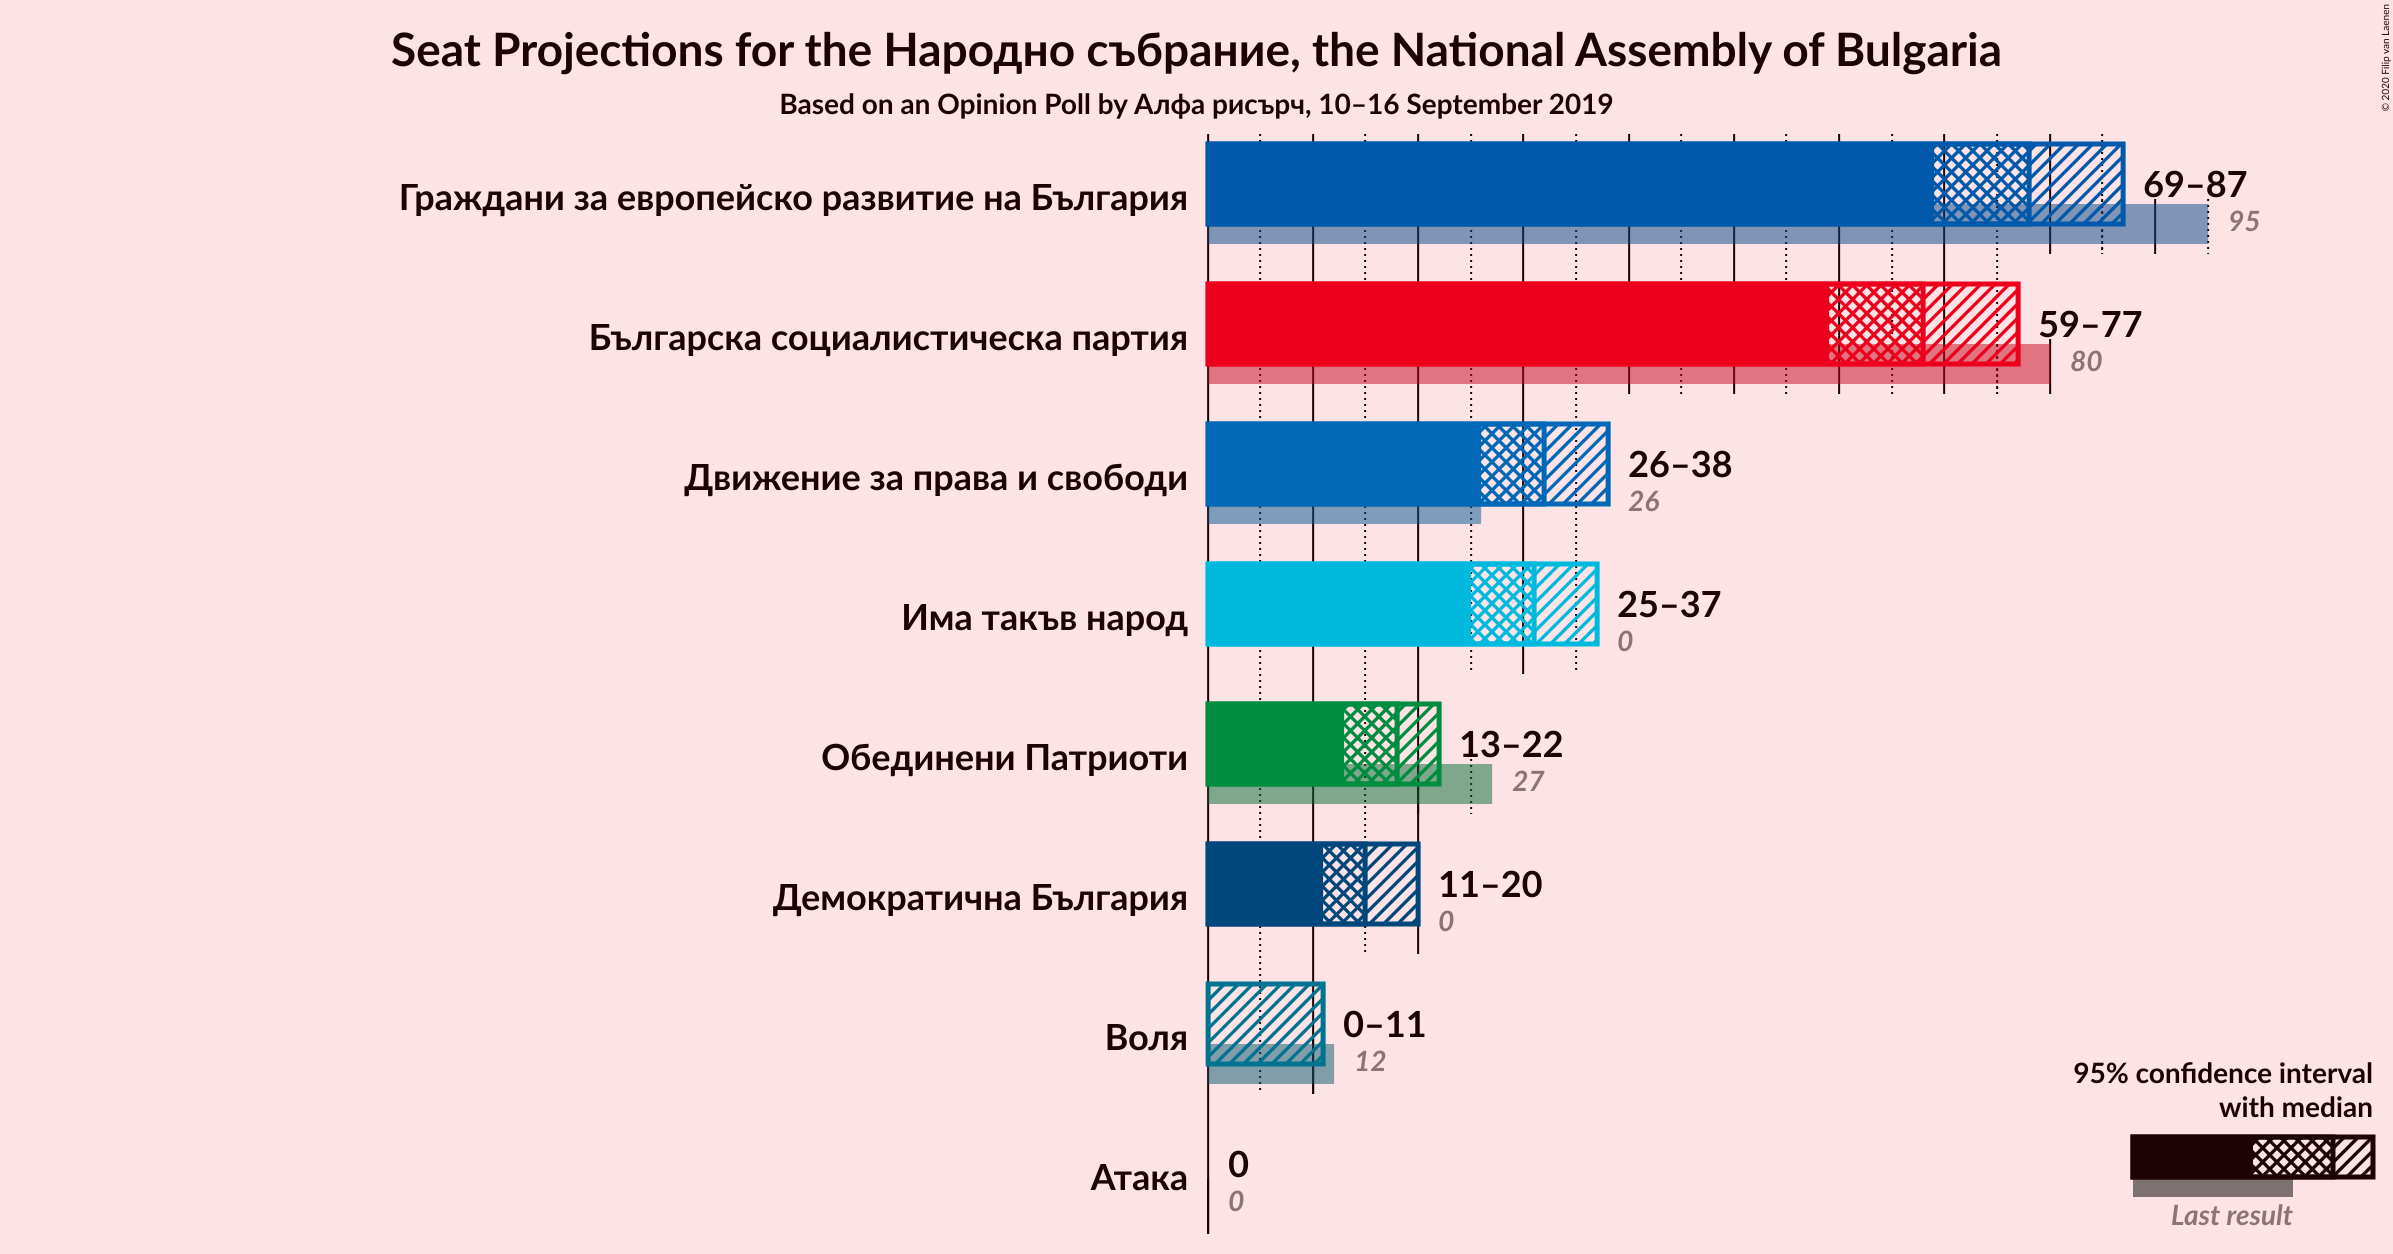 Seat Projections for the Народно събрание, the National Assembly of Bulgaria
Based on an Opinion Poll by Алфа рисърч, 10–16 September 2019
© 2020 Filip van Laenen
Граждани за европейско развитие на България
69–87
95
Българска социалистическа партия
59–77
80
Движение за права и свободи
26–38
26
Има такъв народ
25–37
0
Обединени Патриоти
13–22
27
Демократична България
11–20
0
Воля
0–11
12
Атака
0
0
95% confidence interval
with median
Last result